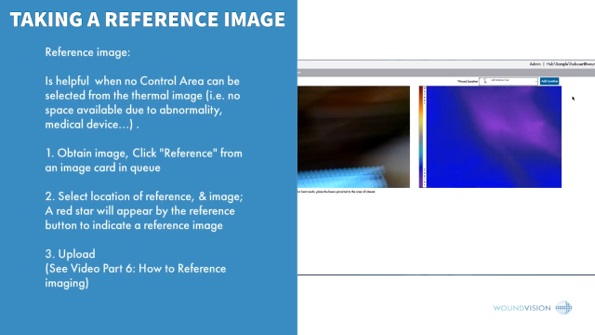 TAKING A REFERENCE IMAGE
Reference image:
Is helpful  when no Control Area can be
selected from the thermal image (i.e. no
space available due to abnormality,
medical device...) .
1. Obtain image, Click "Reference" from
an image card in queue
2. Select location of reference, & image;
A red star will appear by the reference
button to indicate a reference image
3. Upload
(See Video Part 6: How to Reference
imaging)
Admin |
Add Location
WOUNDVISION